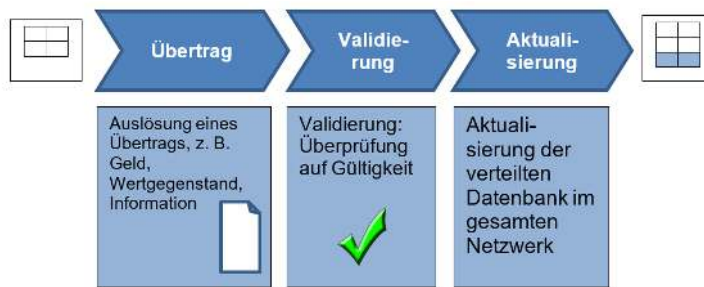 Übertrag
Validie-
rung
Aktuali-
sierung
Auslösung eines
Übertrags, z. B.
Geld,
Wertgegenstand,
Information
Validierung:
Überprüfung
auf Gültigkeit
Aktuali-
sierung der
verteilten
Datenbank im
gesamten
Netzwerk